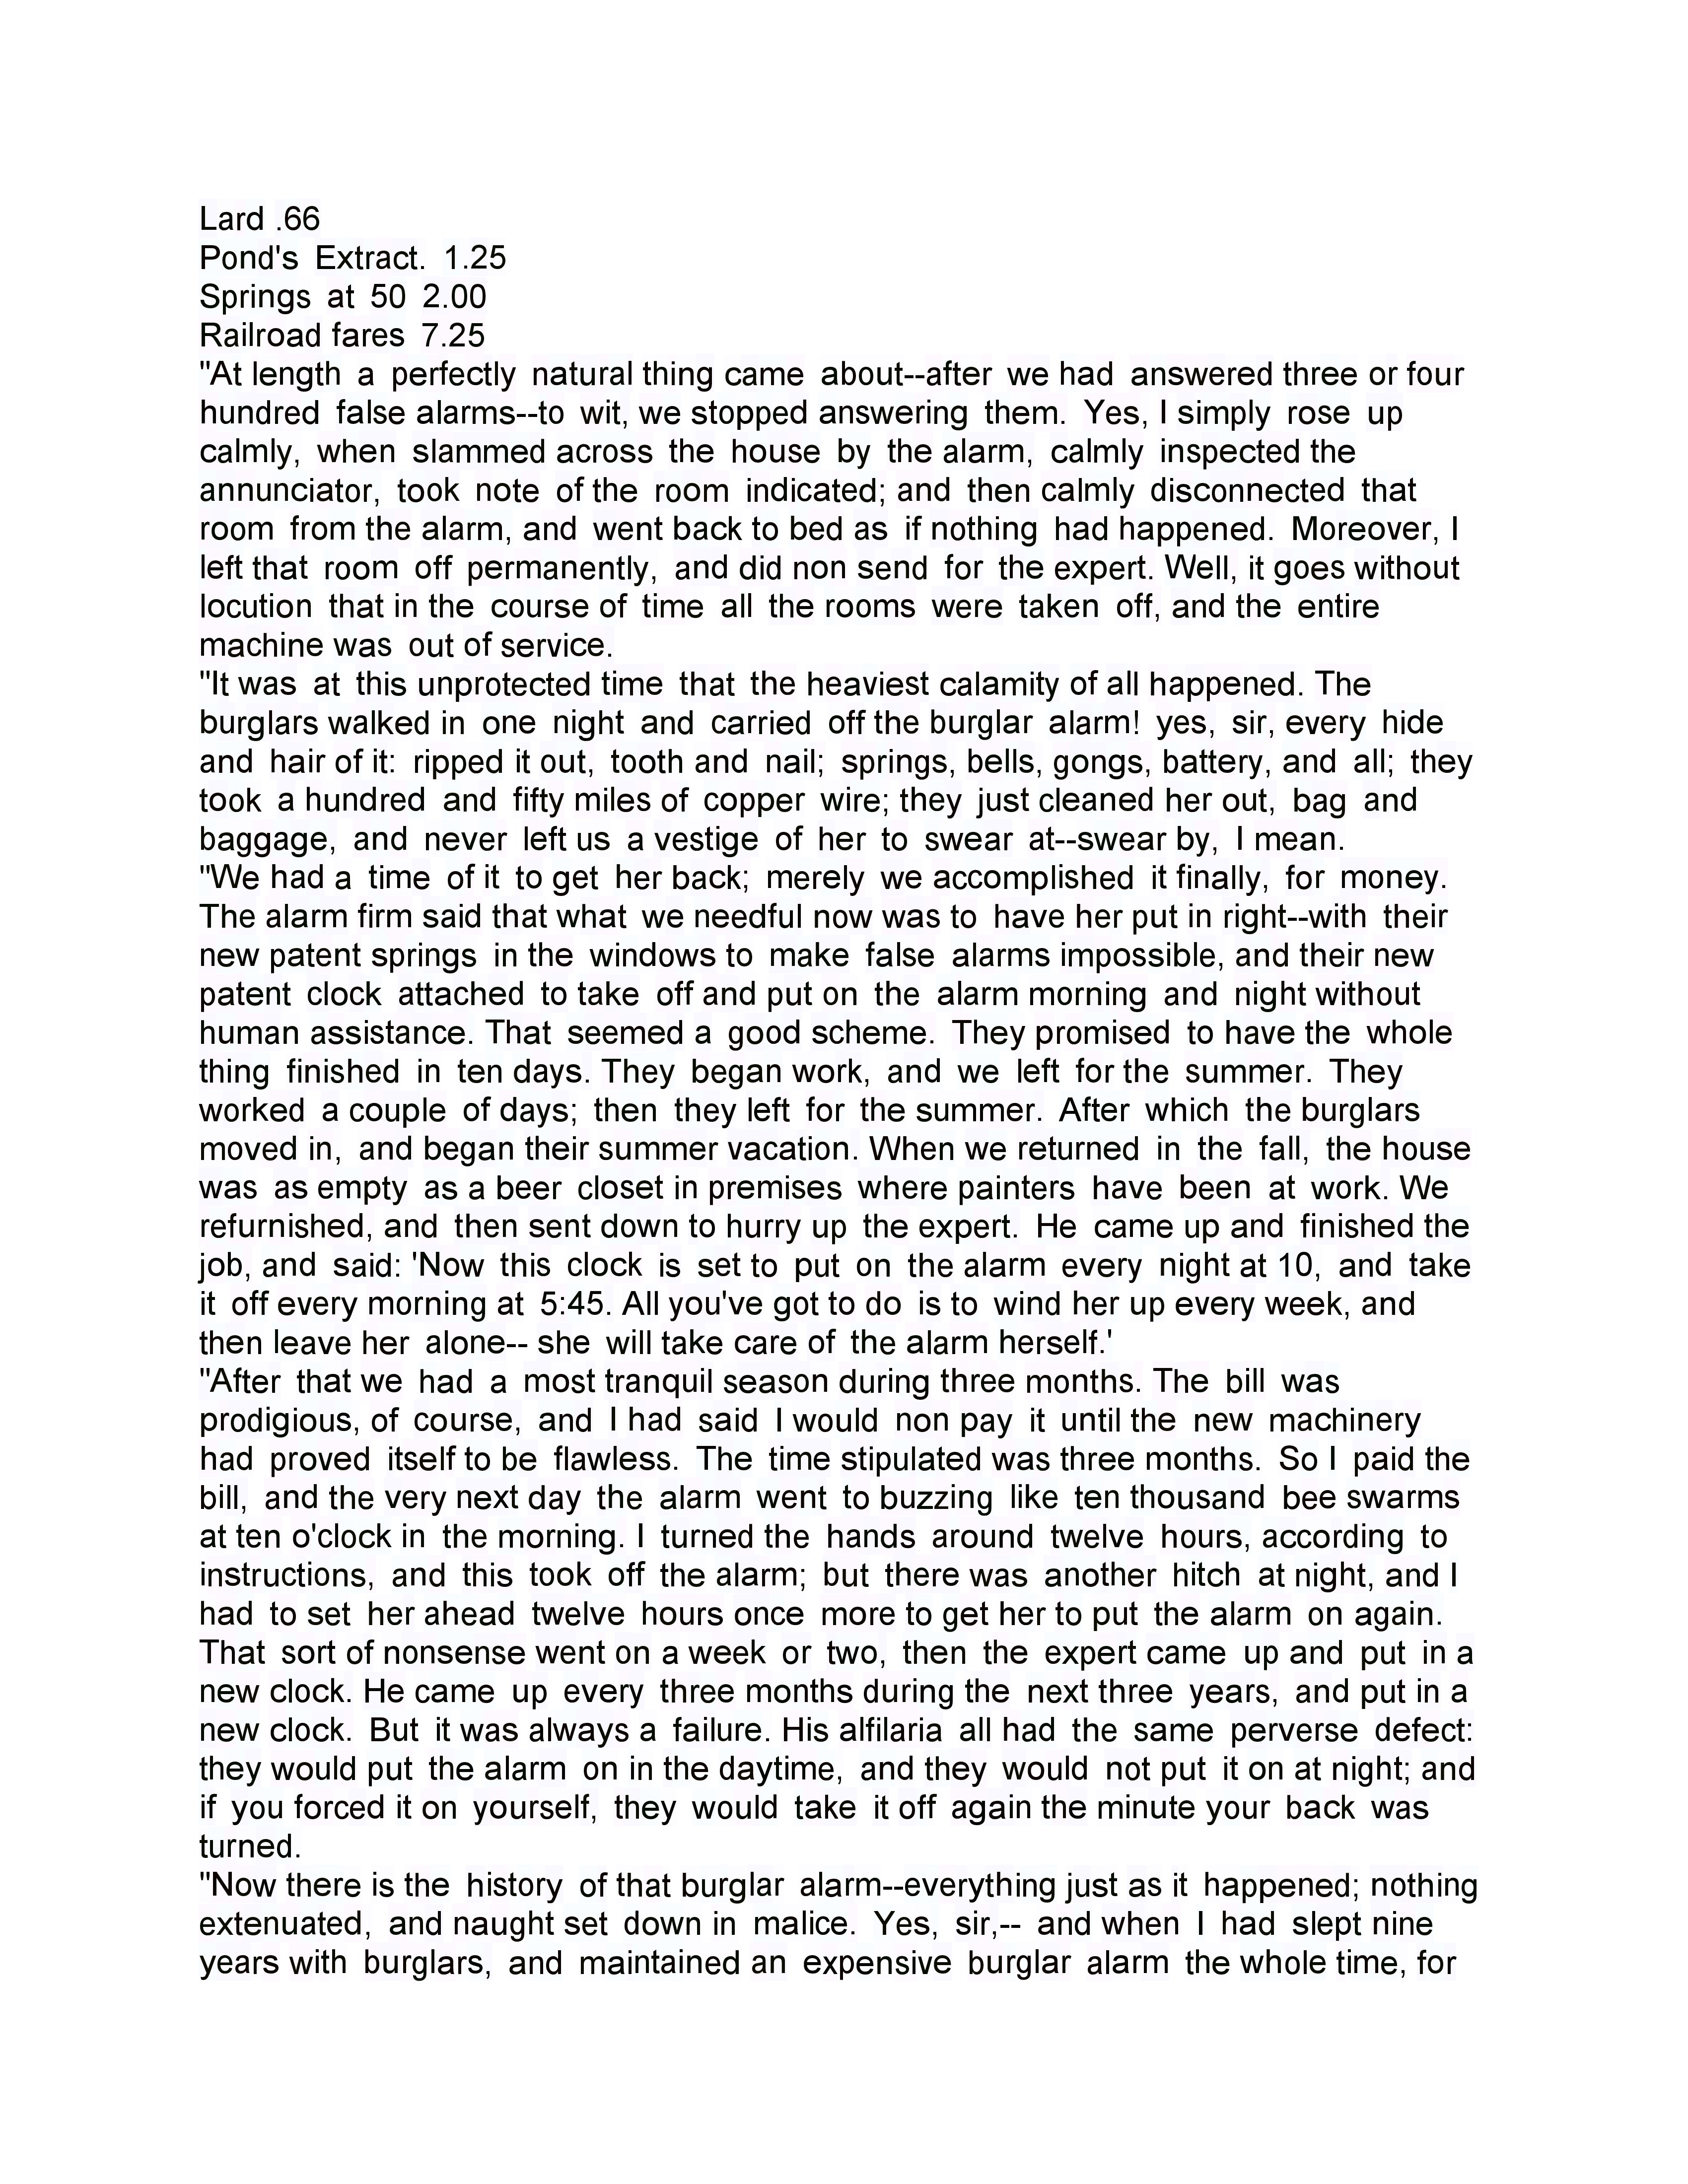 Lard .66
Pond's Extract. 1.25
Springs at 50 2.00
Railroad fares 7.25
"At length a perfectly natural thing came about--after we had answered three or four
hundred false alarms--to wit, we stopped answering them. Yes, I simply rose up
calmly, when slammed across the house by the alarm, calmly inspected the
annunciator, took note of the room indicated; and then calmly disconnected that
room from the alarm, and went back to bed as if nothing had happened. Moreover, I
left that room off permanently, and did non send for the expert. Well, it goes without
locution that in the course of time all the rooms were taken off, and the entire
machine was out of service.
"It was at this unprotected time that the heaviest calamity of all happened. The
burglars walked in one night and carried off the burglar alarm! yes, sir, every hide
and hair of it: ripped it out, tooth and nail; springs, bells, gongs, battery, and all; they
took a hundred and fifty miles of copper wire; they just cleaned her out, bag and
baggage, and never left us a vestige of her to swear at--swear by, I mean.
"We had a time of it to get her back; merely we accomplished it finally, for money.
The alarm firm said that what we needful now was to have her put in right--with their
new patent springs in the windows to make false alarms impossible, and their new
patent clock attached to take off and put on the alarm morning and night without
human assistance. That seemed a good scheme. They promised to have the whole
thing finished in ten days. They began work, and we left for the summer. They
worked a couple of days; then they left for the summer. After which the burglars
moved in, and began their summer vacation. When we returned in the fall, the house
was as empty as a beer closet in premises where painters have been at work. We
refurnished, and then sent down to hurry up the expert. He came up and finished the
job, and said: 'Now this clock is set to put on the alarm every night at 10, and take
it off every morning at 5:45. All you've got to do is to wind her up every week, and
then leave her alone-- she will take care of the alarm herself.'
"After that we had a most tranquil season during three months. The bill was
prodigious, of course, and I had said I would non pay it until the new machinery
had proved itself to be flawless. The time stipulated was three months. So I paid the
bill, and the very next day the alarm went to buzzing like ten thousand bee swarms
at ten o'clock in the morning. I turned the hands around twelve hours, according to
instructions, and this took off the alarm; but there was another hitch at night, and I
had to set her ahead twelve hours once more to get her to put the alarm on again.
That sort of nonsense went on a week or two, then the expert came up and put in a
new clock. He came up every three months during the next three years, and put in a
new clock. But it was always a failure. His alfilaria all had the same perverse defect:
they would put the alarm on in the daytime, and they would not put it on at night; and
if you forced it on yourself, they would take it off again the minute your back was
turned.
"Now there is the history of that burglar alarm--everything just as it happened; nothing
extenuated, and naught set down in malice. Yes, sir,-- and when I had slept nine
years with burglars, and maintained an expensive burglar alarm the whole time, for